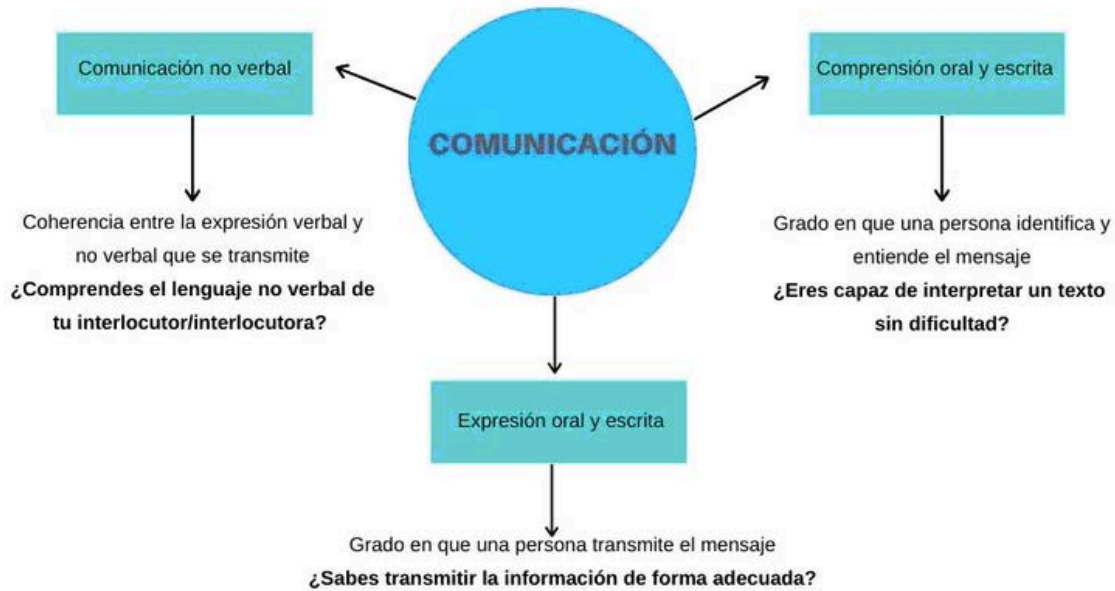 COMUNICACIÓN
Comunicación no verbal
Coherencia entre la expresión verbal y
no verbal que se transmite
¿Comprendes el lenguaje no verbal de
tu interlocutor/interlocutora?
Comprensión oral y escrita
Grado en que una persona identifica y
entiende el mensaje
¿Eres capaz de interpretar un texto
sin dificultad?
Expresión oral y escrita
Grado en que una persona transmite el mensaje
¿Sabes transmitir la información de forma adecuada?